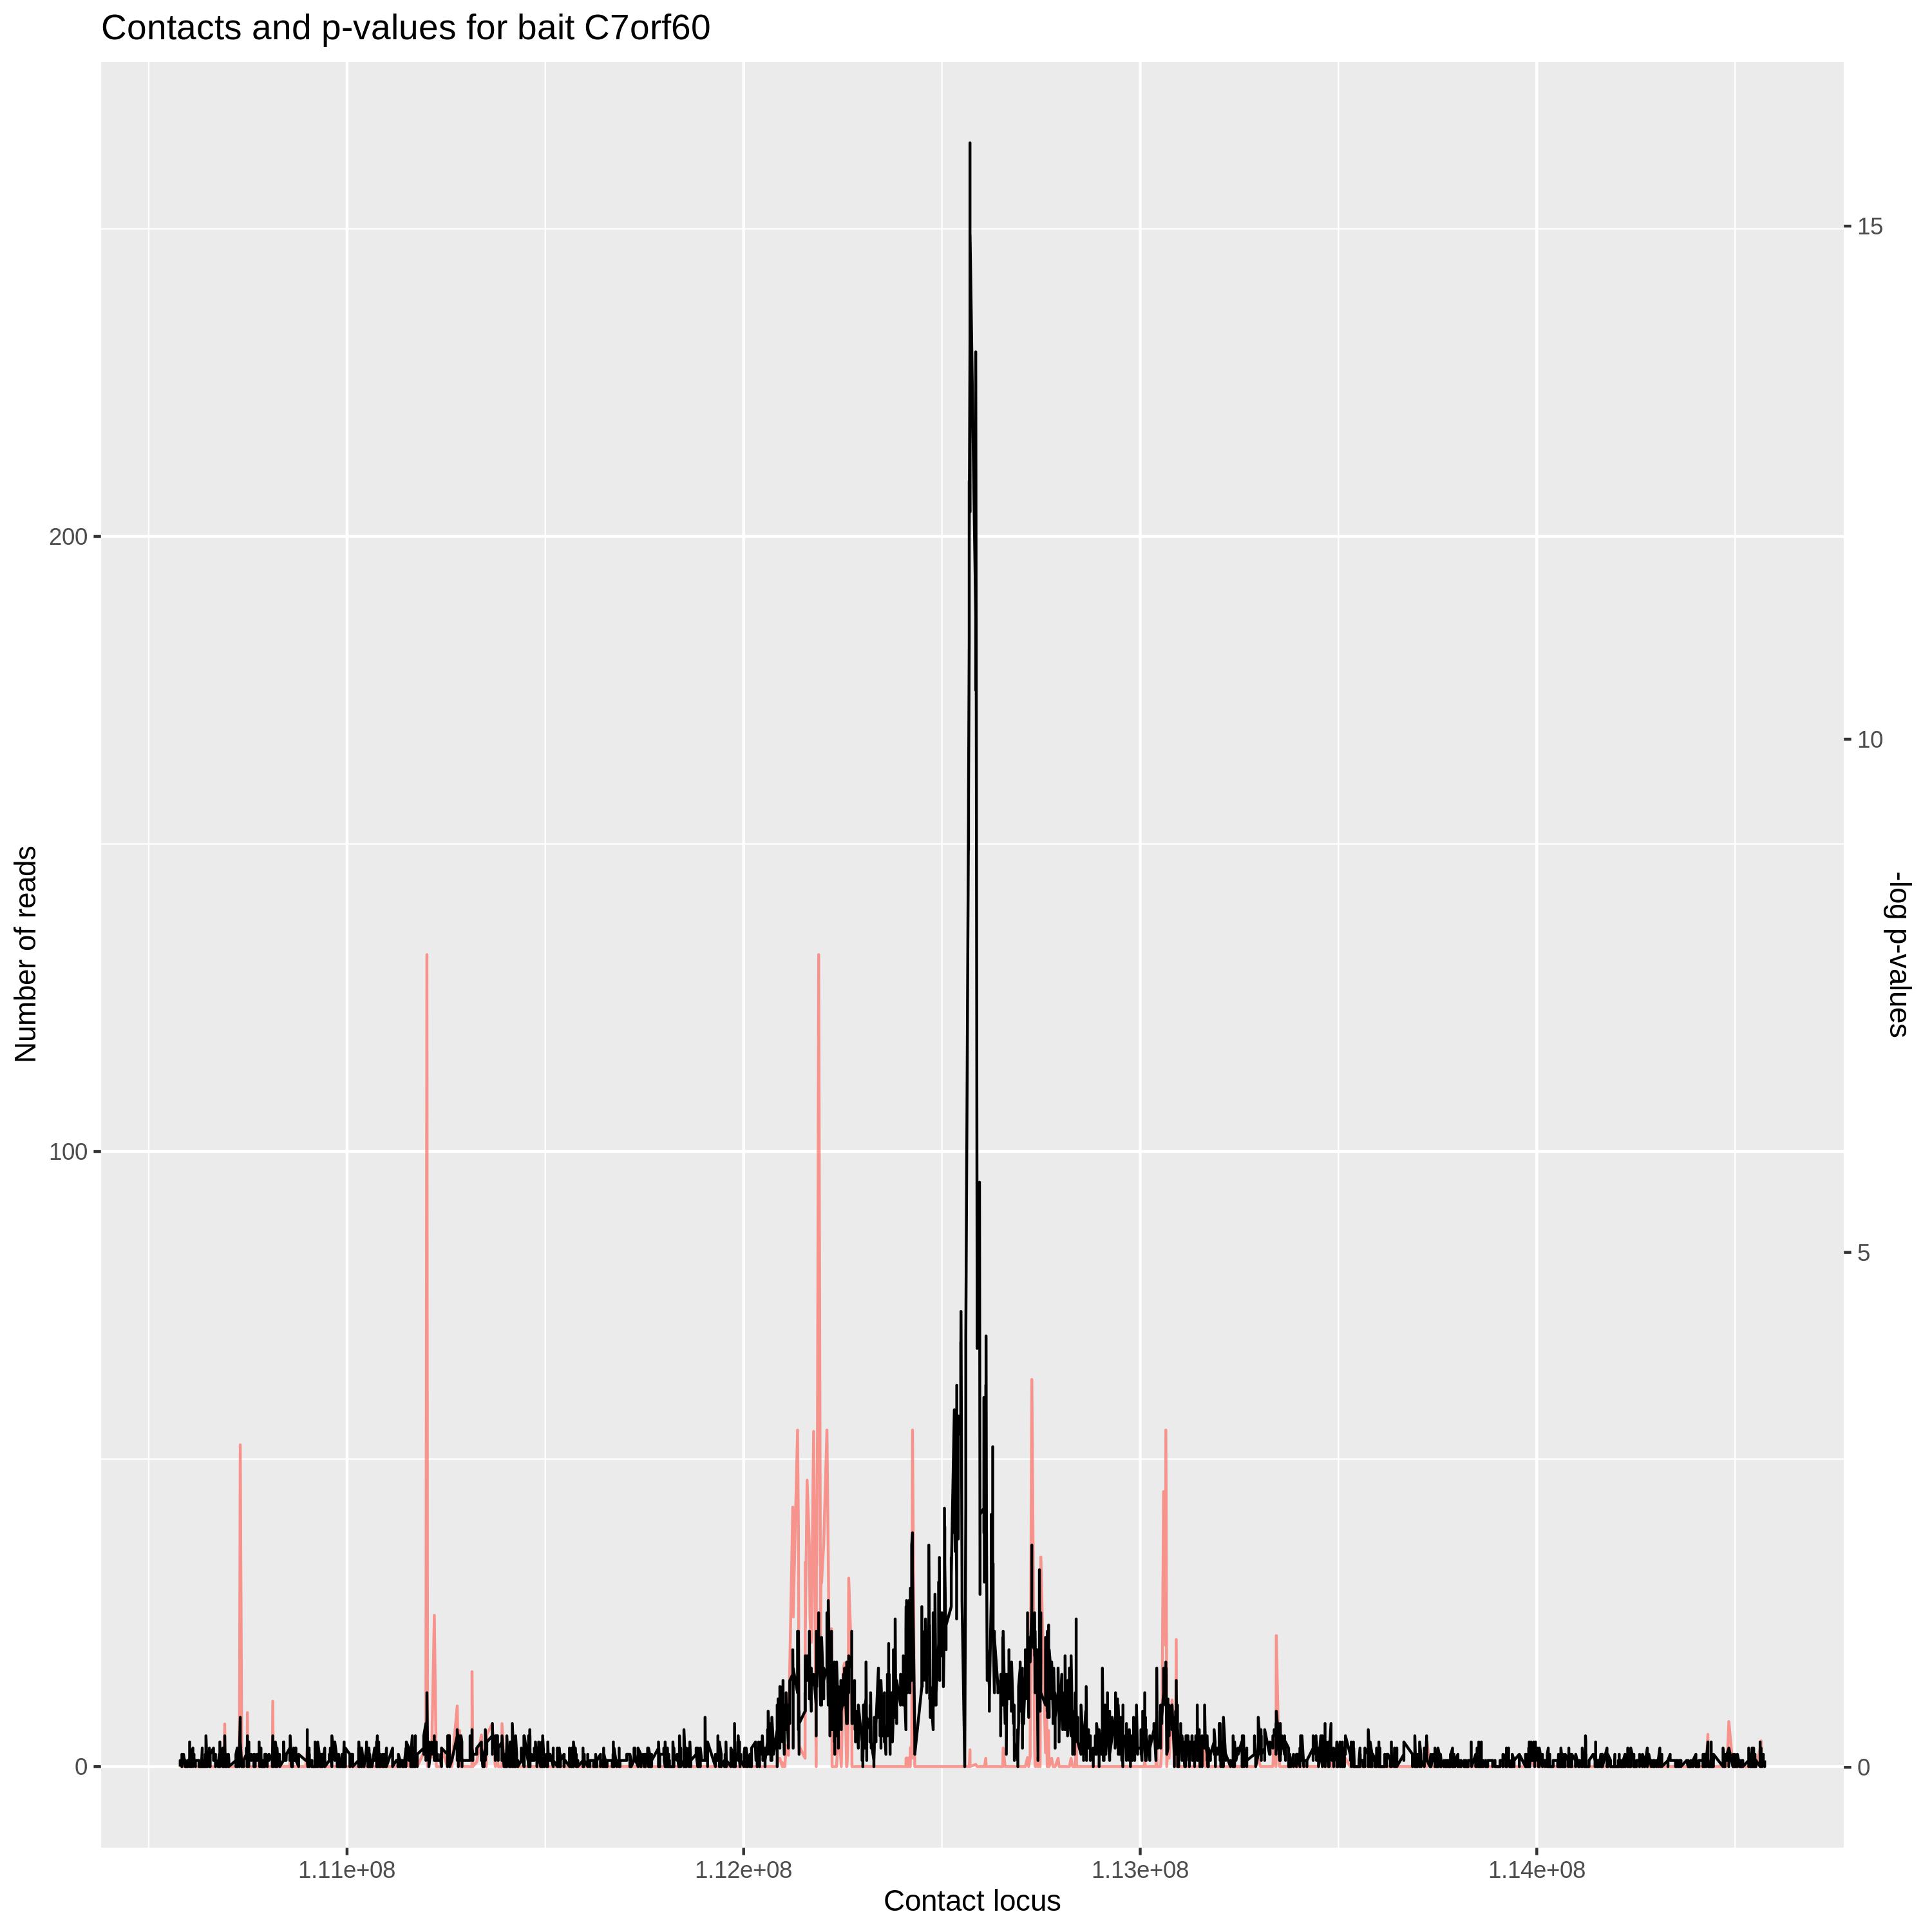 Contacts and p-values for bait C7orf60
Number of reads
200
100
0
15
10
5
0
-log p-values
1.11e+08
1.12e+08
1.13e+08
1.14e+08
Contact locus